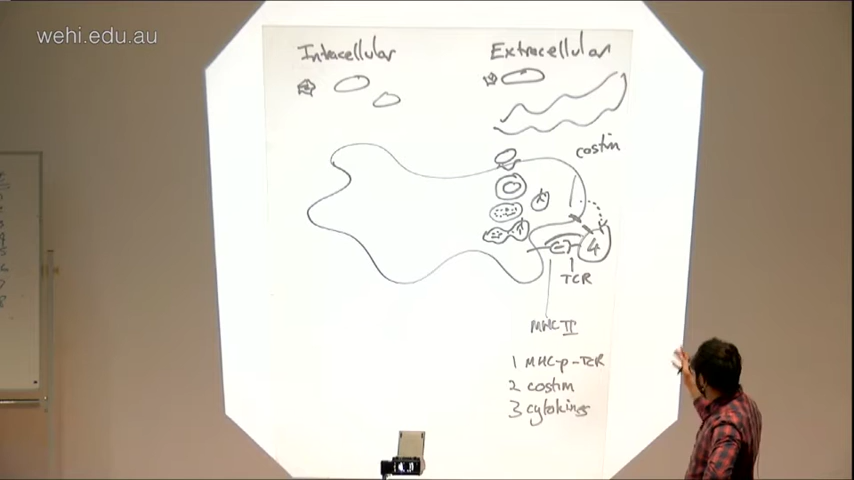 wehi.edu.au
Intracellular
Extracellular
costim
4
TCR
MHC II
1 MHC-p-TCR
2 costim
3 cytokines